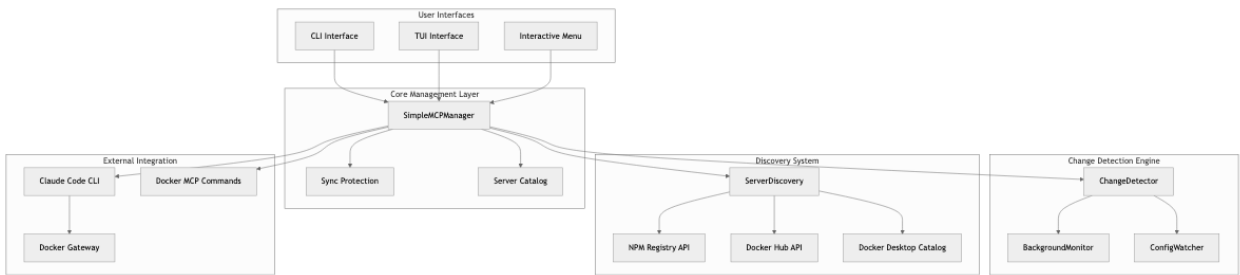 User Interfaces
CLI Interface
TUI Interface
Interactive Menu
Core Management Layer
SimpleMCPManager
Sync Protection
Server Catalog
External Integration
Claude Code CLI
Docker MCP Commands
Docker Gateway
Discovery System
ServerDiscovery
NPM Registry API
Docker Hub API
Docker Desktop Catalog
Change Detection Engine
ChangeDetector
BackgroundMonitor
ConfigWatcher